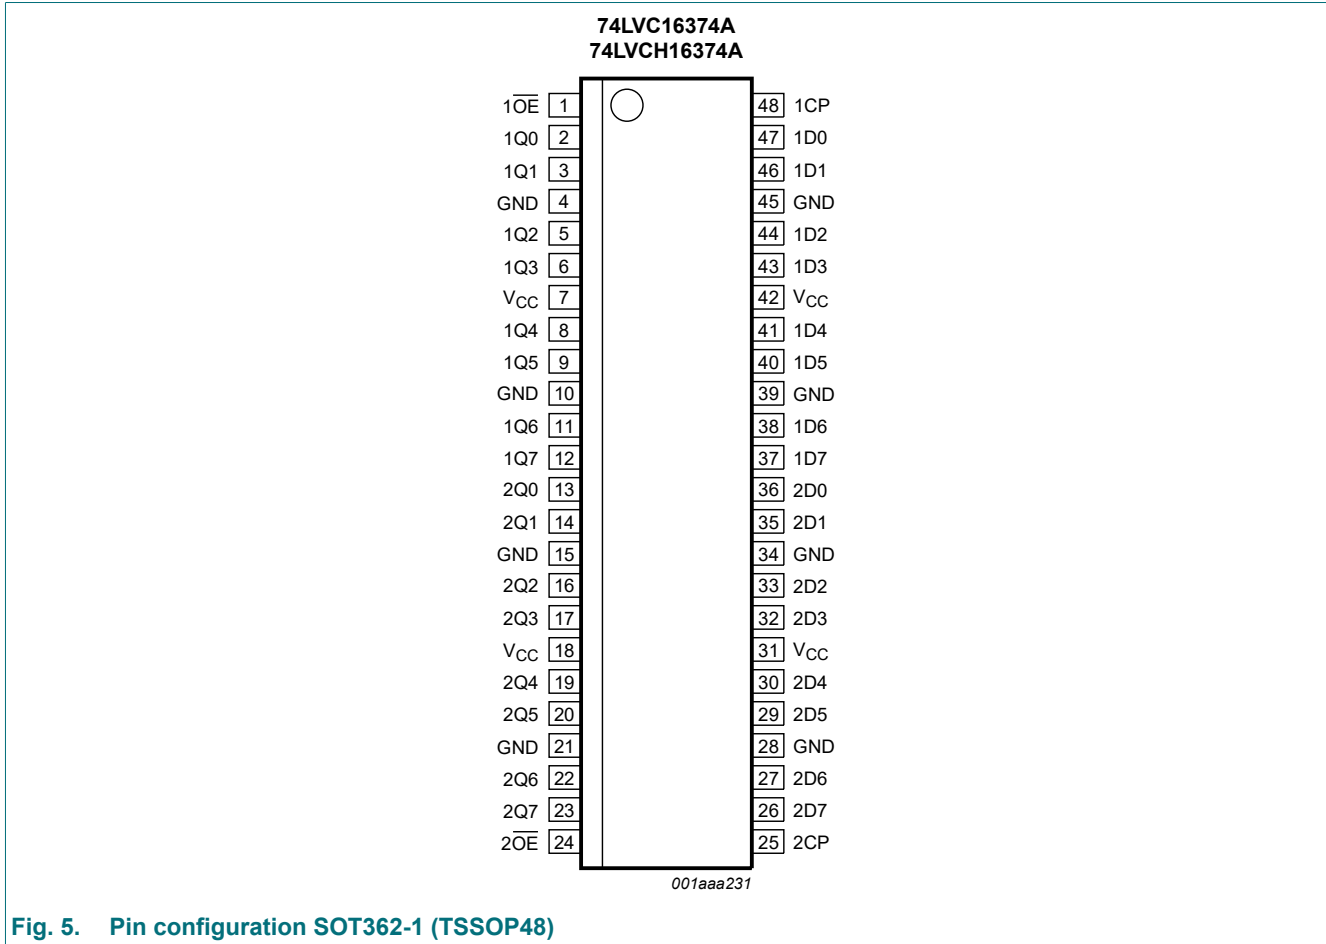 74LVC16374A
74LVCH16374A
1O̅E̅ 1 48 1CP
1Q0 2 47 1D0
1Q1 3 46 1D1
GND 4 45 GND
1Q2 5 44 1D2
1Q3 6 43 1D3
VCC 7 42 VCC
1Q4 8 41 1D4
1Q5 9 40 1D5
GND 10 39 GND
1Q6 11 38 1D6
1Q7 12 37 1D7
2Q0 13 36 2D0
2Q1 14 35 2D1
GND 15 34 GND
2Q2 16 33 2D2
2Q3 17 32 2D3
VCC 18 31 VCC
2Q4 19 30 2D4
2Q5 20 29 2D5
GND 21 28 GND
2Q6 22 27 2D6
2Q7 23 26 2D7
2O̅E̅ 24 25 2CP
001aaa231
Fig. 5. Pin configuration SOT362-1 (TSSOP48)